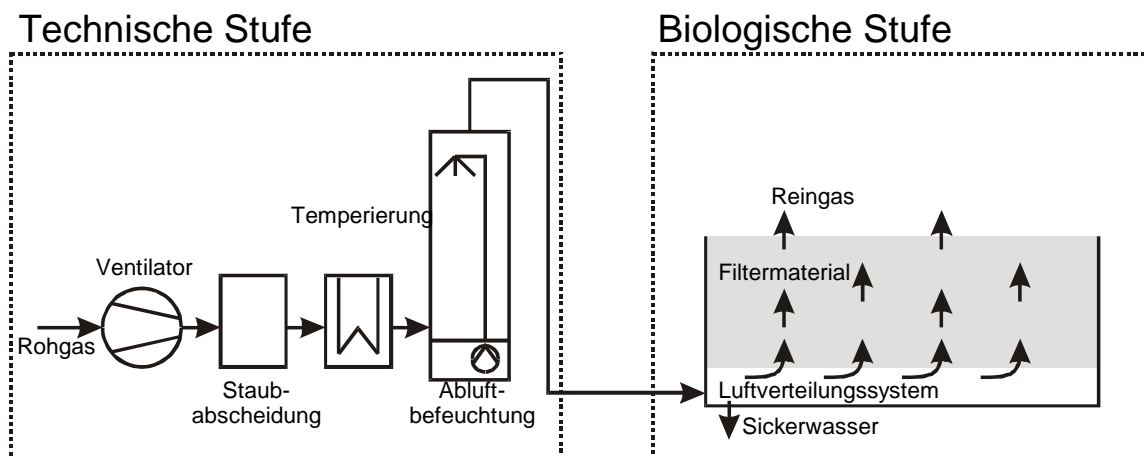 Technische Stufe
Biologische Stufe
Rohgas
Ventilator
Staub-
abscheidung
Temperierung
Abluft-
befeuchtung
Reingas
Filtermaterial
Luftverteilungssystem
Sickerwasser